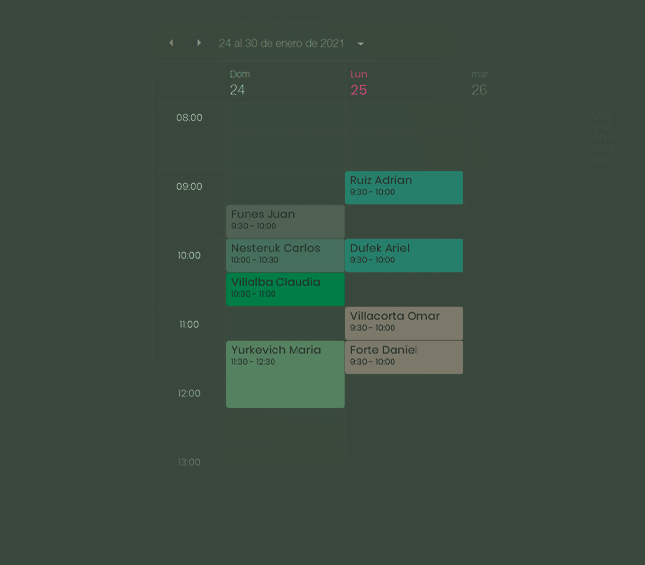 24 al 30 de enero de 2021
Dom
24
Lun
25
mar
26
08:00
09:00
10:00
11:00
12:00
13:00
Funes Juan
9:30 - 10:00
Nesteruk Carlos
10:00 - 10:30
Villalba Claudia
10:30 - 11:00
Yurkevich Maria
11:30 - 12:30
Ruiz Adrian
9:30 - 10:00
Dufek Ariel
9:30 - 10:00
Villacorta Omar
9:30 - 10:00
Forte Daniel
9:30 - 10:00